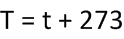 T = t + 273